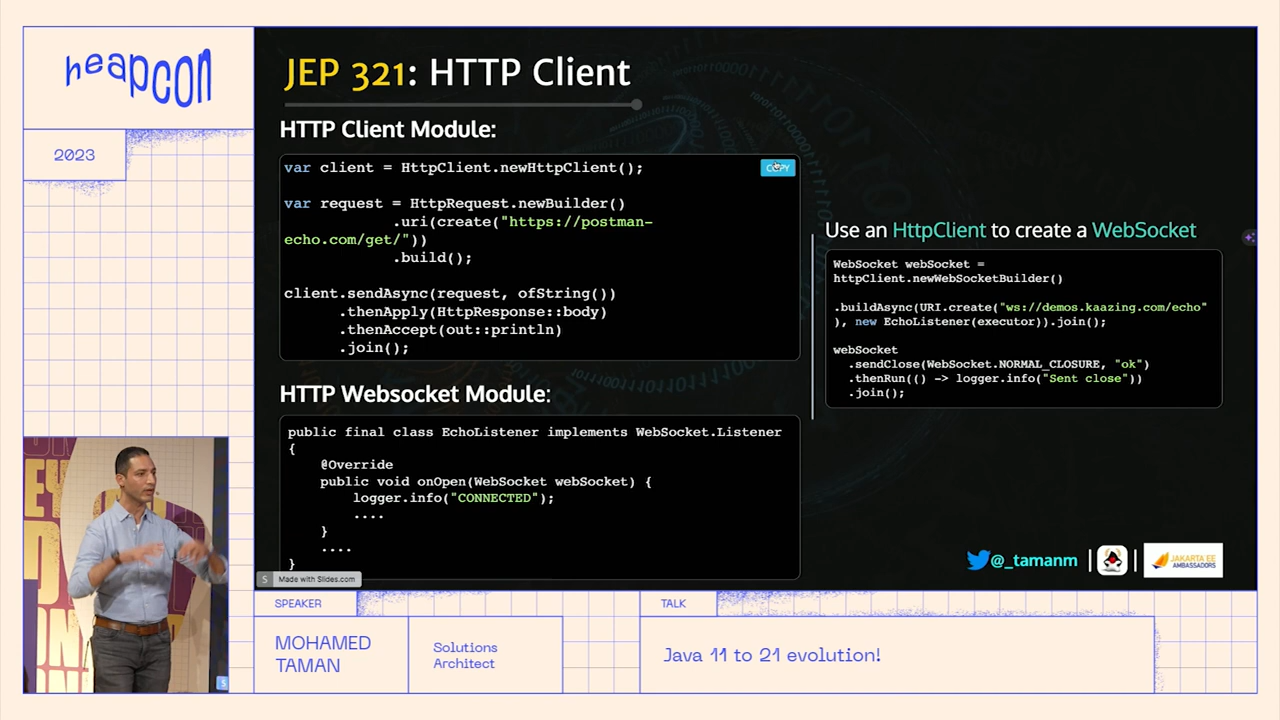 heapcon
2023
JEP 321: HTTP Client
HTTP Client Module:
var client = HttpClient.newHttpClient();
COPY
var request = HttpRequest.newBuilder()
.uri(create("https://postman-
echo.com/get/"))
.build();
client.sendAsync(request, ofString())
.thenApply(HttpResponse::body)
.thenAccept(out::println)
.join();
HTTP Websocket Module:
public final class EchoListener implements WebSocket.Listener
{
@Override
public void onOpen(WebSocket webSocket) {
logger.info("CONNECTED");
....
}
....
}
S Made with Slides.com
Use an HttpClient to create a WebSocket
WebSocket webSocket =
httpClient.newWebSocketBuilder()
.buildAsync(URI.create("ws://demos.kaazing.com/echo"
), new EchoListener(executor)).join();
webSocket
.sendClose(WebSocket.NORMAL_CLOSURE, "ok")
.thenRun(() -> logger.info("Sent close"))
.join();
@_tamanm
JAKARTA EE
AMBASSADORS
SPEAKER
MOHAMED
TAMAN
Solutions
Architect
TALK
Java 11 to 21 evolution!